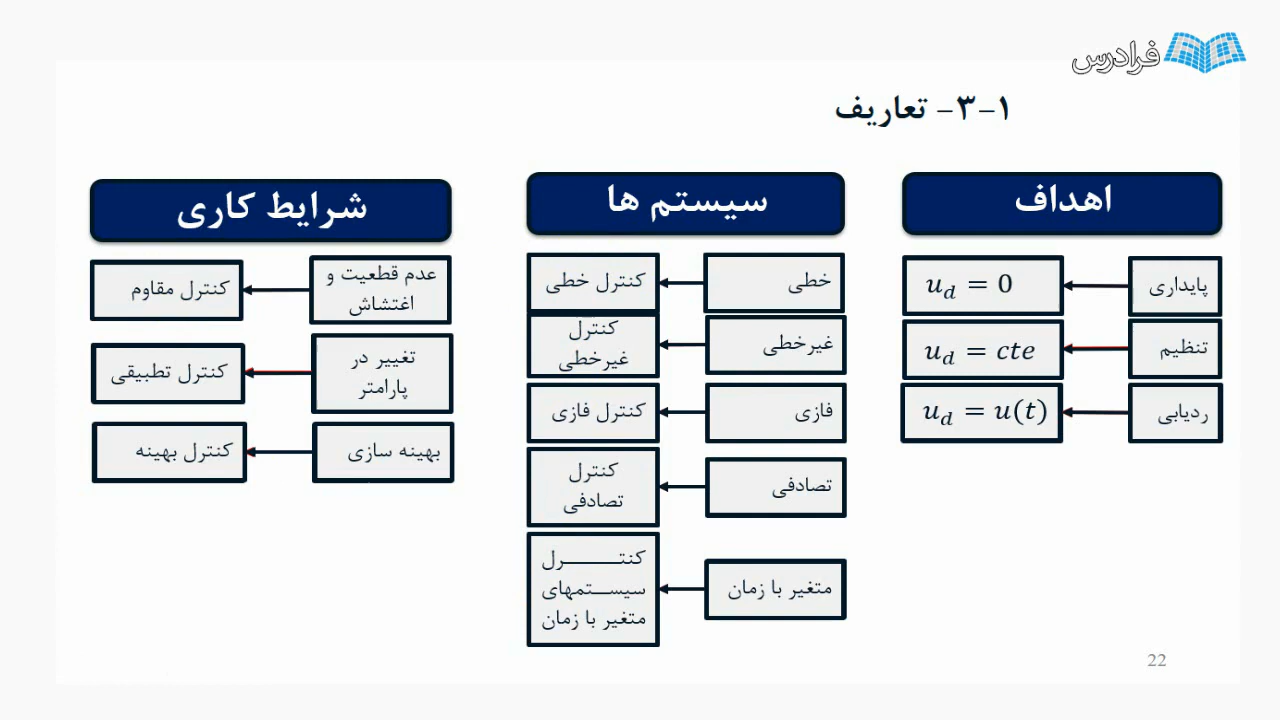 فرادرس
۱-۳- تعاریف
اهداف
پایداری
u_d = 0
تنظیم
u_d = cte
ردیابی
u_d = u(t)
سیستم ها
خطی
کنترل خطی
غیرخطی
کنترل
غیرخطی
فازی
کنترل فازی
تصادفی
کنترل
تصادفی
متغیر با زمان
کنتــــــــرل
سیســتمهای
متغیر با زمان
شرایط کاری
عدم قطعیت و
اغتشاش
کنترل مقاوم
تغییر در
پارامتر
کنترل تطبیقی
بهینه سازی
کنترل بهینه
22